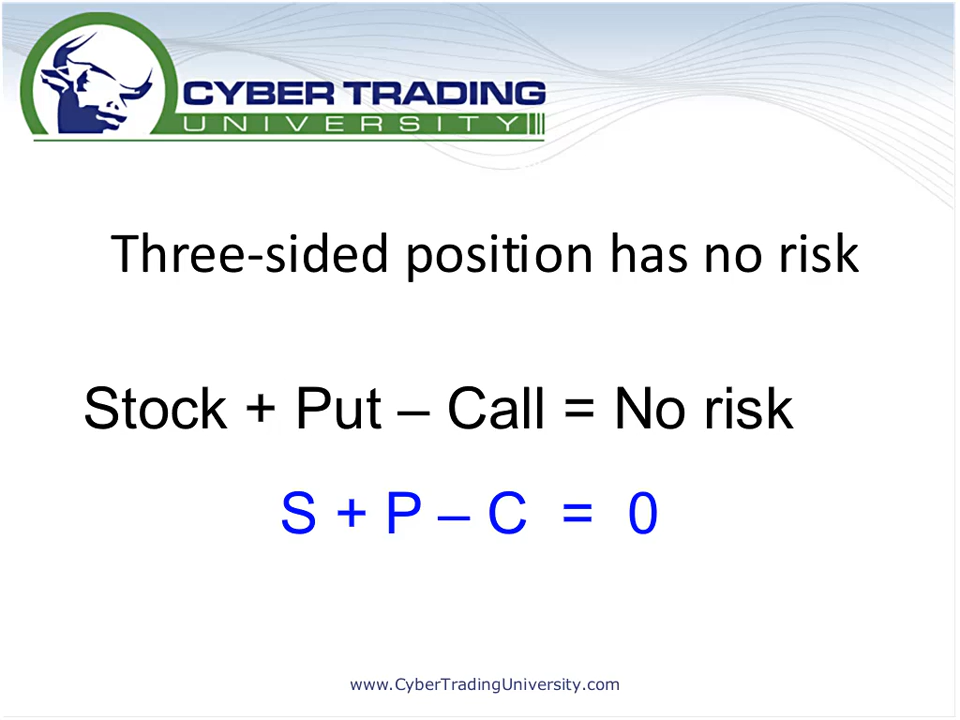 CYBER TRADING
UNIVERSITY
Three-sided position has no risk
Stock + Put – Call = No risk
S + P – C = 0
www.CyberTradingUniversity.com